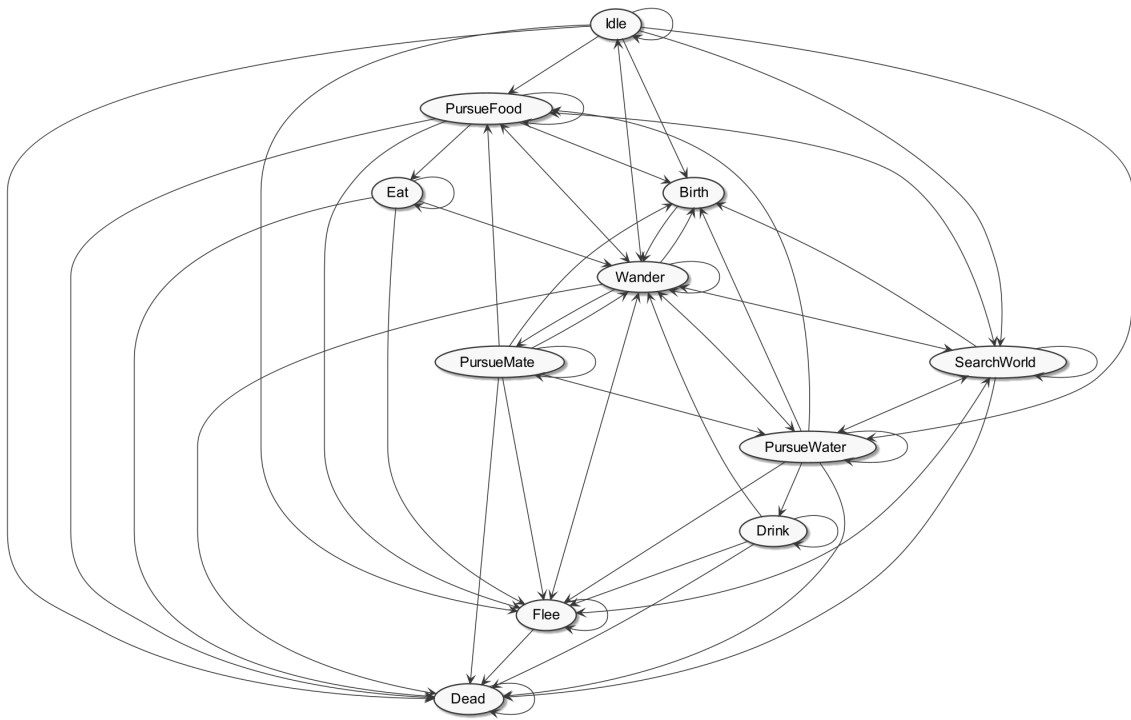 Idle
PursueFood
Eat
Birth
Wander
PursueMate
SearchWorld
PursueWater
Drink
Flee
Dead